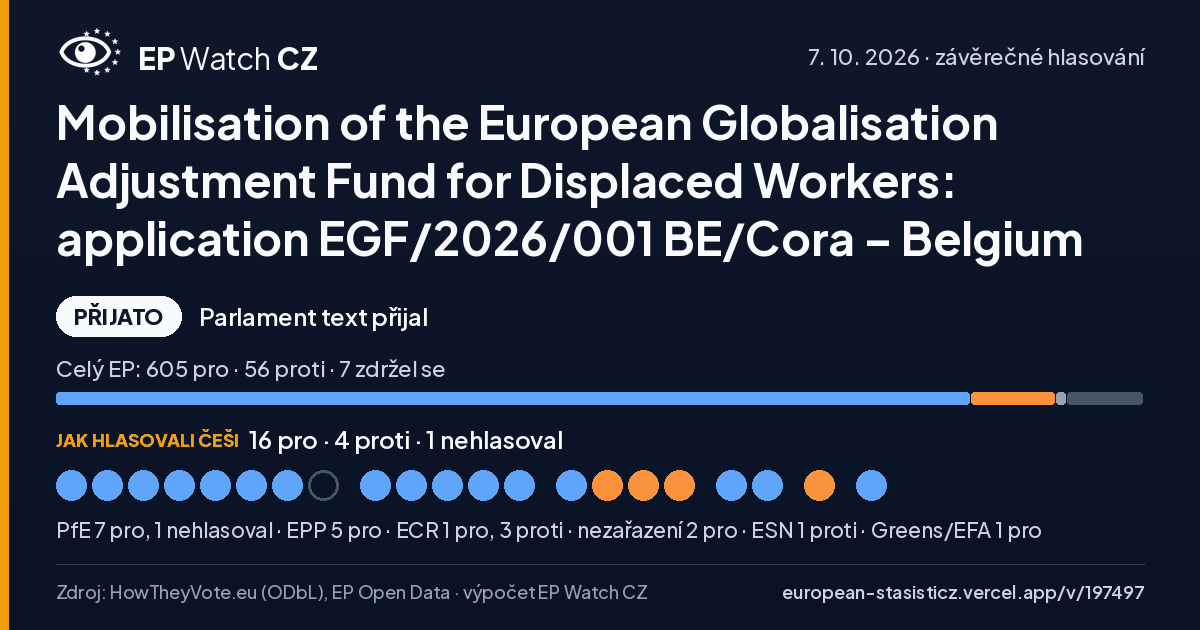 EP Watch CZ
7. 10. 2026 · závěrečné hlasování
Mobilisation of the European Globalisation
Adjustment Fund for Displaced Workers:
application EGF/2026/001 BE/Cora – Belgium
PŘIJATO Parlament text přijal
Celý EP: 605 pro · 56 proti · 7 zdržel se
JAK HLASOVALI ČEŠI 16 pro · 4 proti · 1 nehlasoval
PfE 7 pro, 1 nehlasoval · EPP 5 pro · ECR 1 pro, 3 proti · nezařazení 2 pro · ESN 1 proti · Greens/EFA 1 pro
Zdroj: HowTheyVote.eu (ODbL), EP Open Data · výpočet EP Watch CZ
european-stasisticz.vercel.app/v/197497